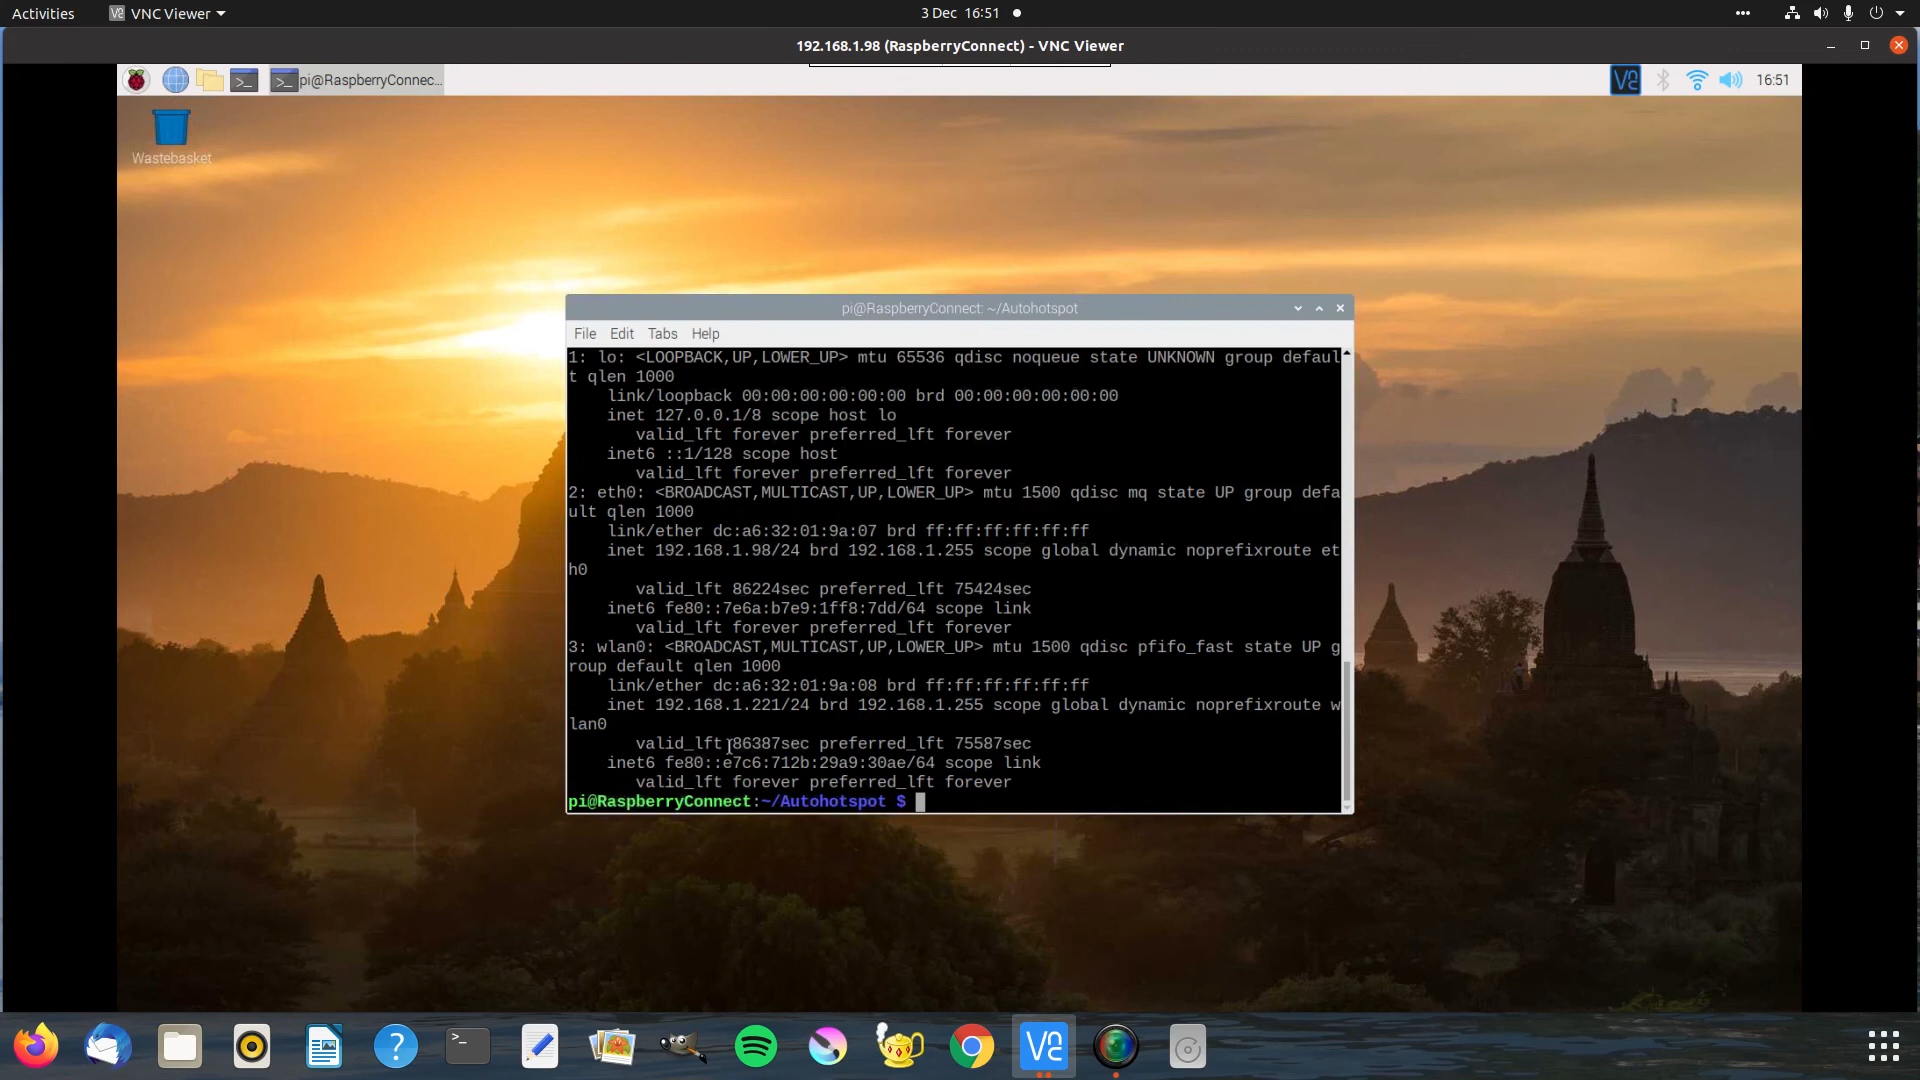 Activities VNC Viewer 3 Dec 16:51
192.168.1.98 (RaspberryConnect) - VNC Viewer
pi@RaspberryConnec... 16:51
Wastebasket
pi@RaspberryConnect: ~/Autohotspot
File Edit Tabs Help
1: lo: <LOOPBACK,UP,LOWER_UP> mtu 65536 qdisc noqueue state UNKNOWN group defaul
t qlen 1000
link/loopback 00:00:00:00:00:00 brd 00:00:00:00:00:00
inet 127.0.0.1/8 scope host lo
valid_lft forever preferred_lft forever
inet6 ::1/128 scope host
valid_lft forever preferred_lft forever
2: eth0: <BROADCAST,MULTICAST,UP,LOWER_UP> mtu 1500 qdisc mq state UP group defa
ult qlen 1000
link/ether dc:a6:32:01:9a:07 brd ff:ff:ff:ff:ff:ff
inet 192.168.1.98/24 brd 192.168.1.255 scope global dynamic noprefixroute et
h0
valid_lft 86224sec preferred_lft 75424sec
inet6 fe80::7e6a:b7e9:1ff8:7dd/64 scope link
valid_lft forever preferred_lft forever
3: wlan0: <BROADCAST,MULTICAST,UP,LOWER_UP> mtu 1500 qdisc pfifo_fast state UP g
roup default qlen 1000
link/ether dc:a6:32:01:9a:08 brd ff:ff:ff:ff:ff:ff
inet 192.168.1.221/24 brd 192.168.1.255 scope global dynamic noprefixroute w
lan0
valid_lft 86387sec preferred_lft 75587sec
inet6 fe80::e7c6:712b:29a9:30ae/64 scope link
valid_lft forever preferred_lft forever
pi@RaspberryConnect:~/Autohotspot $